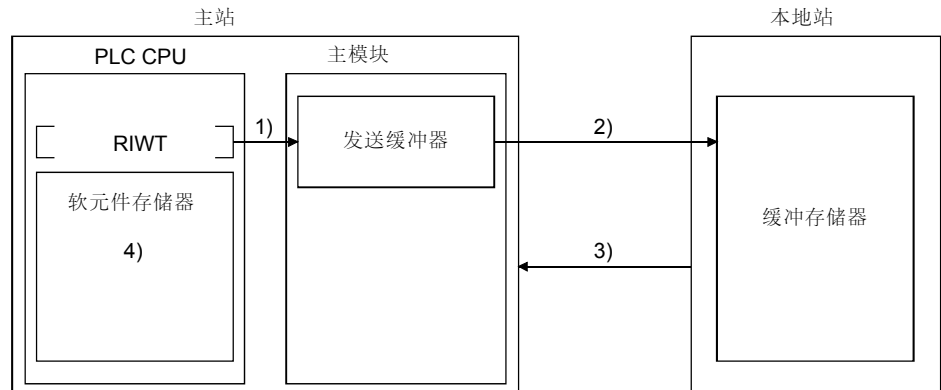 主站
本地站
PLC CPU
主模块
RIWT
1)
发送缓冲器
2)
软元件存储器
缓冲存储器
4)
3)